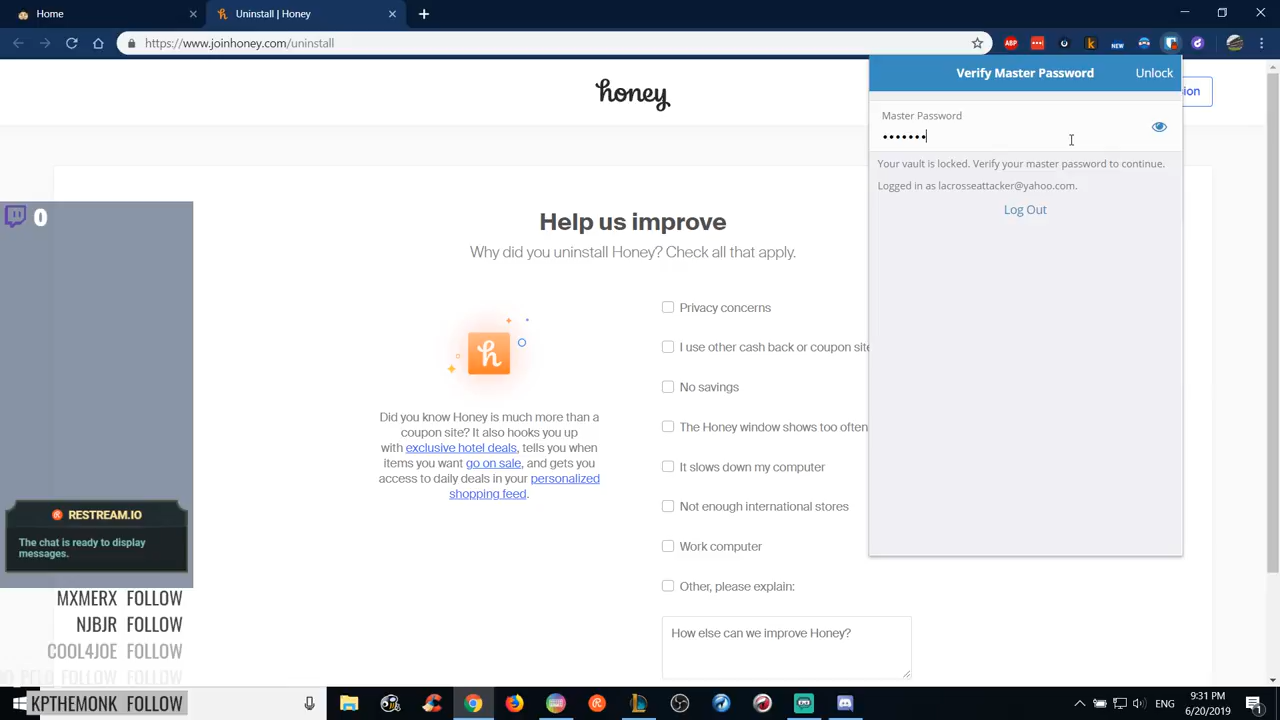 Honey
https://www.joinhoney.com/uninstall
ABP
NEW
k
Verify Master Password
Unlock
Master Password
•••••••
Your vault is locked. Verify your master password to continue.
Logged in as lacrosseattacker@yahoo.com.
Log Out
honey
0
Help us improve
Why did you uninstall Honey? Check all that apply.
h
Did you know Honey is much more than a
coupon site? It also hooks you up
with exclusive hotel deals, tells you when
items you want go on sale, and gets you
access to daily deals in your personalized
shopping feed.
Privacy concerns
I use other cash back or coupon site
No savings
The Honey window shows too often
It slows down my computer
Not enough international stores
Work computer
Other, please explain:
How else can we improve Honey?
RESTREAM.IO
The chat is ready to display
messages.
MXMERX FOLLOW
NJBJR FOLLOW
COOL4JOE FOLLOW
FOLLOW
KPTHEMONK FOLLOW
9:31 PM
6/20/2019